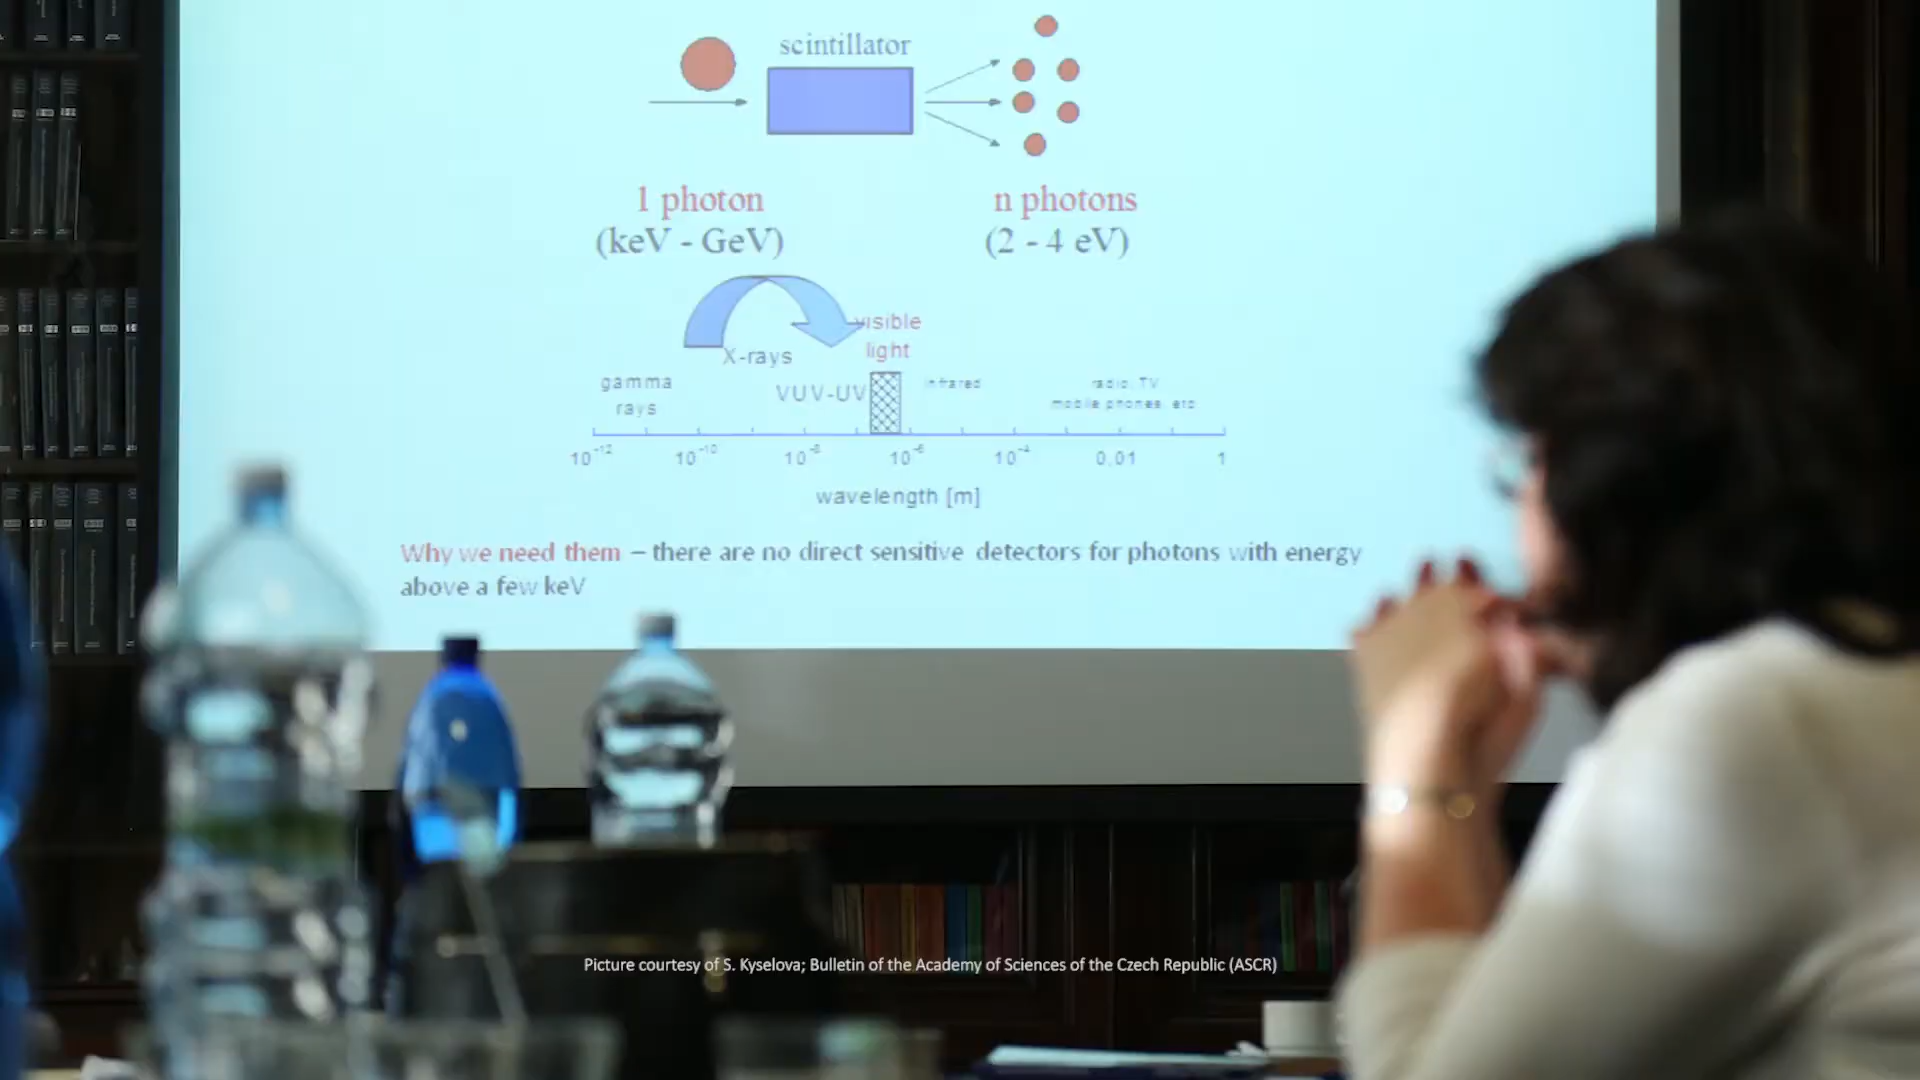 scintillator
1 photon
n photons
(keV - GeV)
(2 - 4 eV)
visible
light
X-rays
gamma
rays
VUV-UV
infrared
radio, TV
mobile phones, etc
10⁻¹² 10⁻¹⁰ 10⁻⁸ 10⁻⁶ 10⁻⁴ 0,01 1
wavelength [m]
Why we need them – there are no direct sensitive detectors for photons with energy
above a few keV
Picture courtesy of S. Kyselova; Bulletin of the Academy of Sciences of the Czech Republic (ASCR)